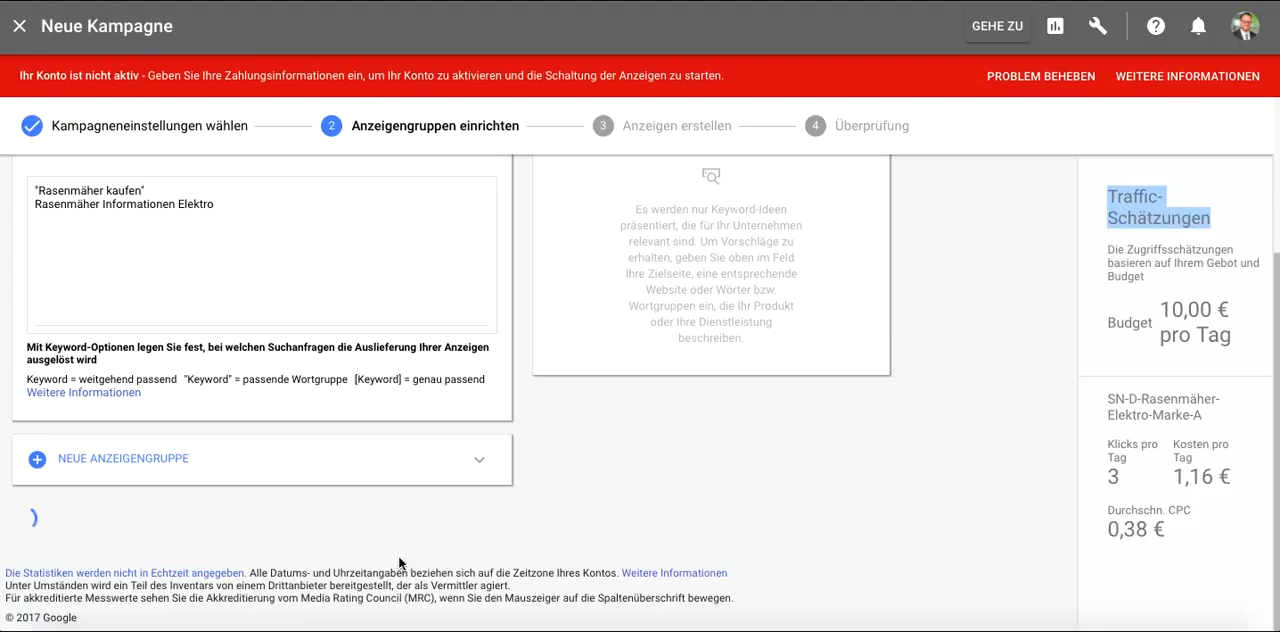 Neue Kampagne
GEHE ZU
Ihr Konto ist nicht aktiv - Geben Sie Ihre Zahlungsinformationen ein, um Ihr Konto zu aktivieren und die Schaltung der Anzeigen zu starten.
PROBLEM BEHEBEN
WEITERE INFORMATIONEN
Kampagneneinstellungen wählen
2 Anzeigengruppen einrichten
3 Anzeigen erstellen
4 Überprüfung
"Rasenmäher kaufen"
Rasenmäher Informationen Elektro
Mit Keyword-Optionen legen Sie fest, bei welchen Suchanfragen die Auslieferung Ihrer Anzeigen
ausgelöst wird
Keyword = weitgehend passend "Keyword" = passende Wortgruppe [Keyword] = genau passend
Weitere Informationen
NEUE ANZEIGENGRUPPE
Es werden nur Keyword-Ideen
präsentiert, die für Ihr Unternehmen
relevant sind. Um Vorschläge zu
erhalten, geben Sie oben im Feld
Ihre Zielseite, eine entsprechende
Website oder Wörter bzw.
Wortgruppen ein, die Ihr Produkt
oder Ihre Dienstleistung
beschreiben.
Traffic-
Schätzungen
Die Zugriffsschätzungen
basieren auf Ihrem Gebot und
Budget
Budget
10,00 €
pro Tag
SN-D-Rasenmäher-
Elektro-Marke-A
Klicks pro
Tag
3
Kosten pro
Tag
1,16 €
Durchschn. CPC
0,38 €
Die Statistiken werden nicht in Echtzeit angegeben. Alle Datums- und Uhrzeitangaben beziehen sich auf die Zeitzone Ihres Kontos. Weitere Informationen
Unter Umständen wird ein Teil des Inventars von einem Drittanbieter bereitgestellt, der als Vermittler agiert.
Für akkreditierte Messwerte sehen Sie die Akkreditierung vom Media Rating Council (MRC), wenn Sie den Mauszeiger auf die Spaltenüberschrift bewegen.
© 2017 Google